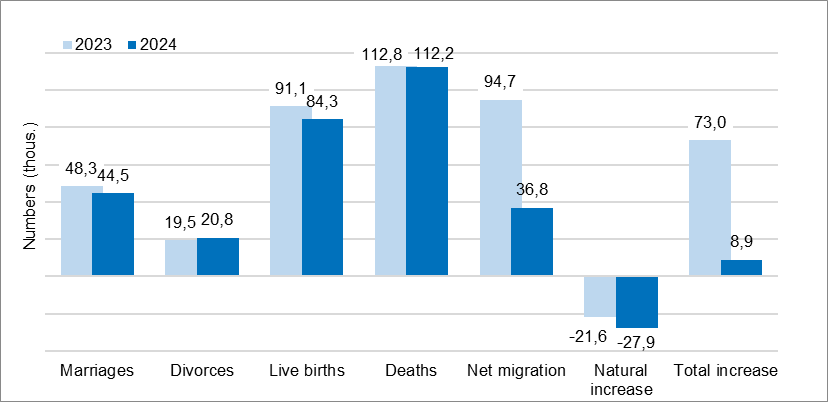 2023 2024
Numbers (thous.)
48,3 44,5
19,5 20,8
91,1 84,3
112,8 112,2
94,7 36,8
-21,6 -27,9
73,0 8,9
Marriages Divorces Live births Deaths Net migration Natural Total increase
increase